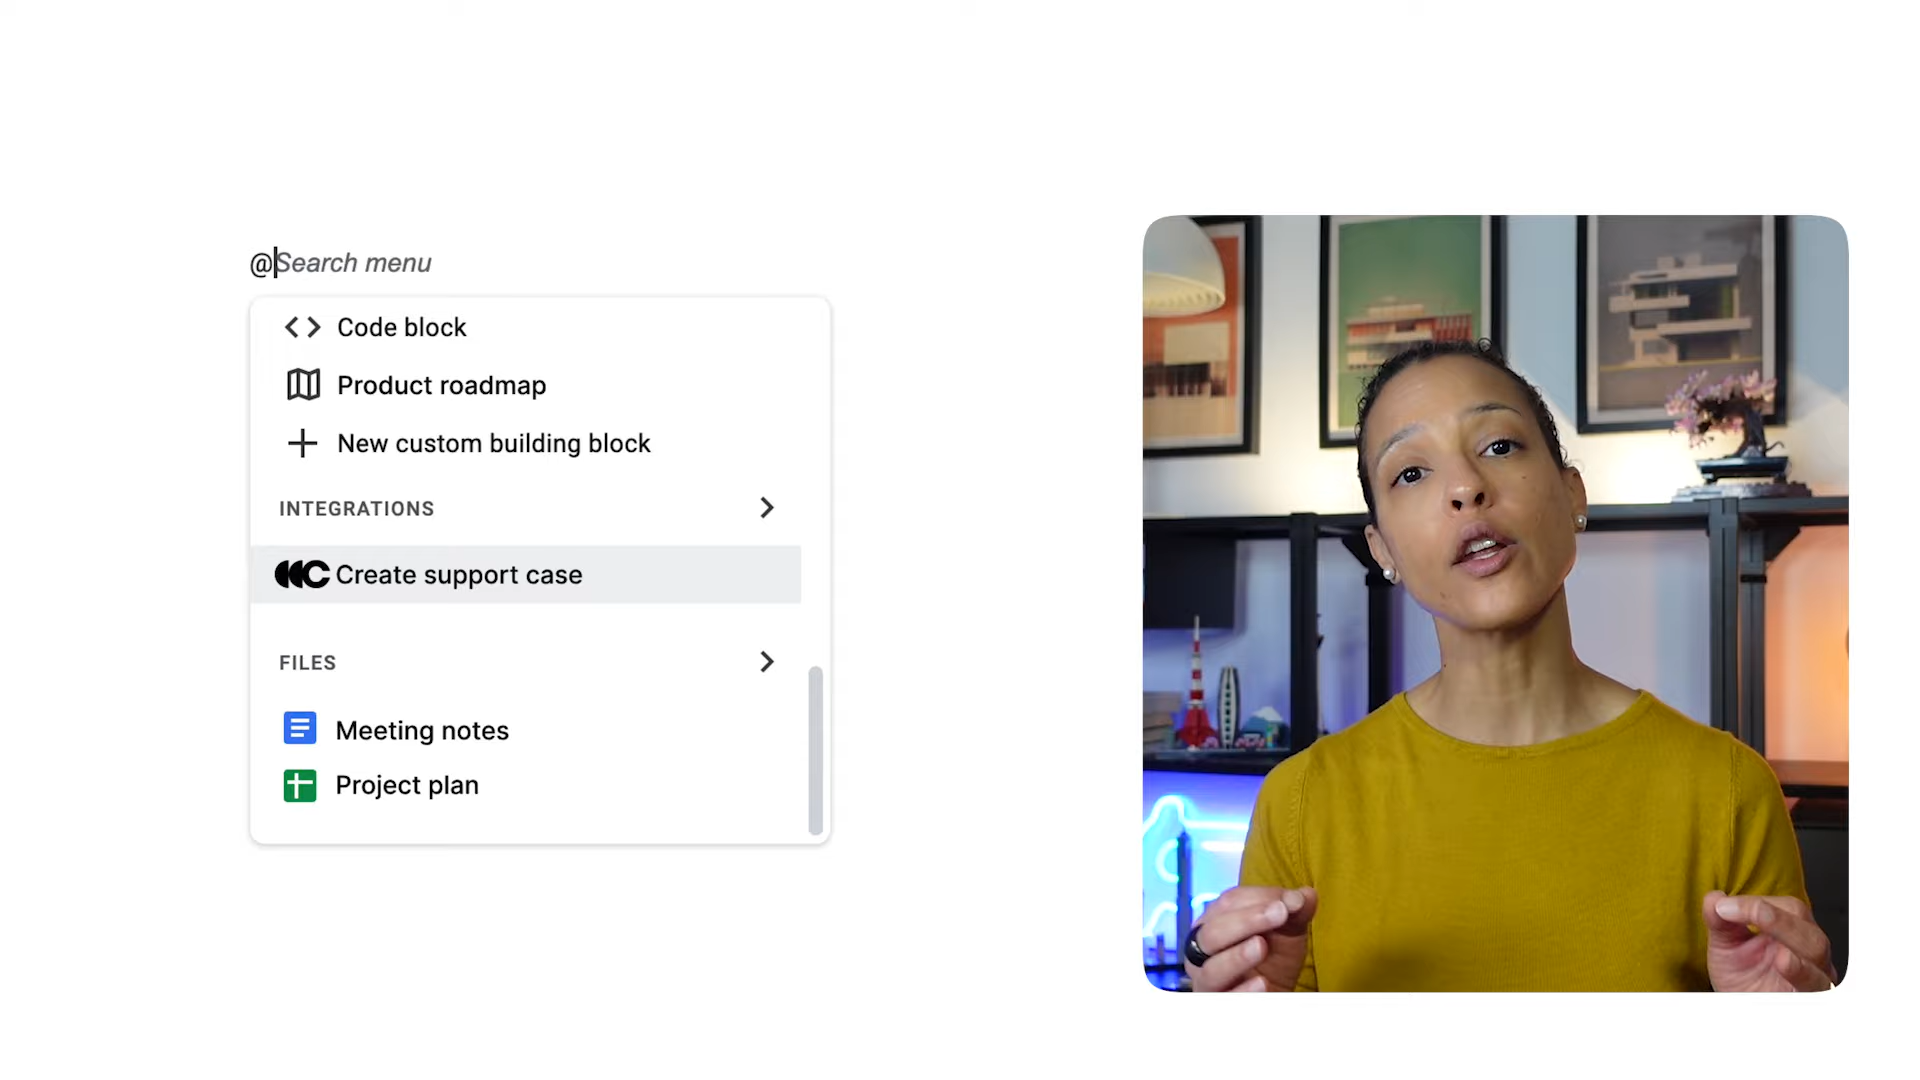 @Search menu
Code block
Product roadmap
New custom building block
INTEGRATIONS
Create support case
FILES
Meeting notes
Project plan